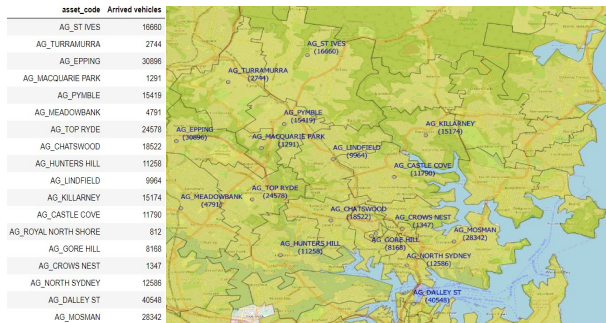 asset_code Arrived vehicles
AG_ST IVES 16660
AG_TURRAMURRA 2744
AG_EPPING 30896
AG_MACQUARIE PARK 1291
AG_PYMBLE 15419
AG_MEADOWBANK 4791
AG_TOP RYDE 24578
AG_CHATSWOOD 18522
AG_HUNTERS HILL 11258
AG_LINDFIELD 9964
AG_KILLARNEY 15174
AG_CASTLE COVE 11790
AG_ROYAL NORTH SHORE 812
AG_GORE HILL 8168
AG_CROWS NEST 1347
AG_NORTH SYDNEY 12586
AG_DALLEY ST 40548
AG_MOSMAN 28342
AG_ST IVES
(16660)
AG_TURRAMURRA
(2744)
AG_PYMBLE
(15419)
AG_KILLARNEY
(15174)
AG_EPPING
(30896)
AG_MACQUARIE PARK
(1291)
AG_LINDFIELD
(9964)
AG_CASTLE COVE
(11790)
AG_TOP RYDE
(24578)
AG_MEADOWBANK
(4791)
AG_CHATSWOOD
(18522)
AG_CROWS NEST
(1347)
AG_MOSMAN
(28342)
AG_GORE HILL
(8168)
AG_HUNTERS HILL
(11258)
AG_NORTH SYDNEY
(12586)
AG_DALLEY ST
(40548)